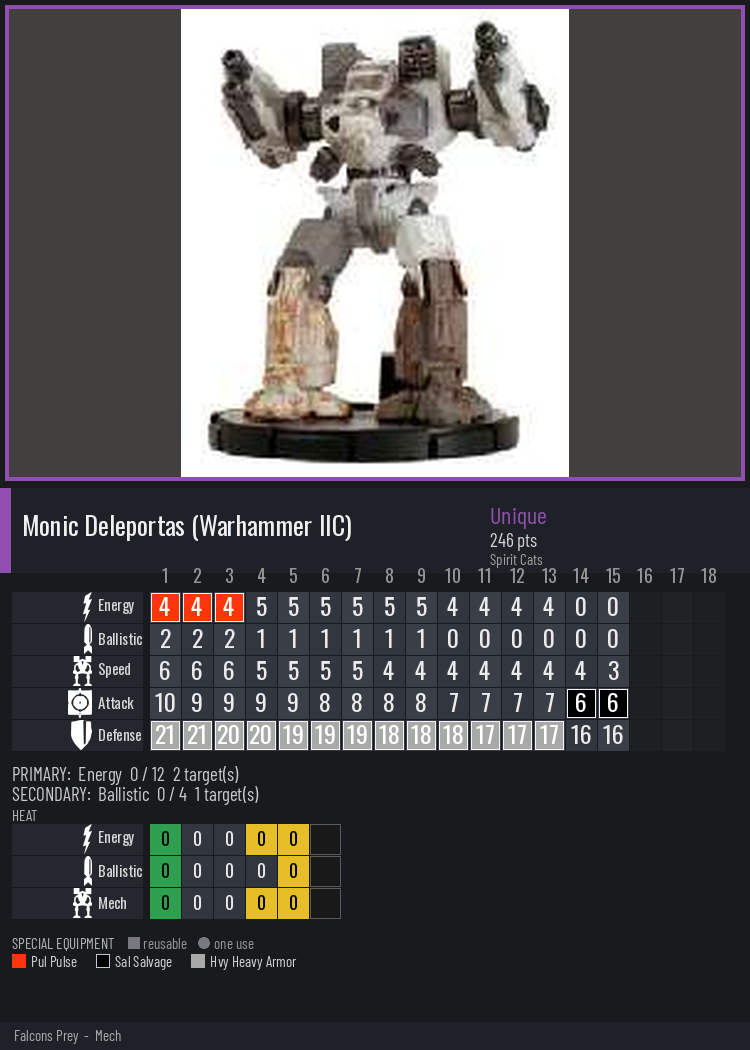 Monic Deleportas (Warhammer IIC)
Unique
246 pts
Spirit Cats
1 2 3 4 5 6 7 8 9 10 11 12 13 14 15 16 17 18
Energy 4 4 4 5 5 5 5 5 5 4 4 4 4 0 0
Ballistic 2 2 2 1 1 1 1 1 1 0 0 0 0 0 0
Speed 6 6 6 5 5 5 5 4 4 4 4 4 4 4 3
Attack 10 9 9 9 9 8 8 8 8 7 7 7 7 6 6
Defense 21 21 20 20 19 19 19 18 18 18 17 17 17 16 16
PRIMARY: Energy 0 / 12 2 target(s)
SECONDARY: Ballistic 0 / 4 1 target(s)
HEAT
Energy 0 0 0 0 0
Ballistic 0 0 0 0 0
Mech 0 0 0 0 0
SPECIAL EQUIPMENT reusable one use
Pul Pulse Sal Salvage Hvy Heavy Armor
Falcons Prey - Mech